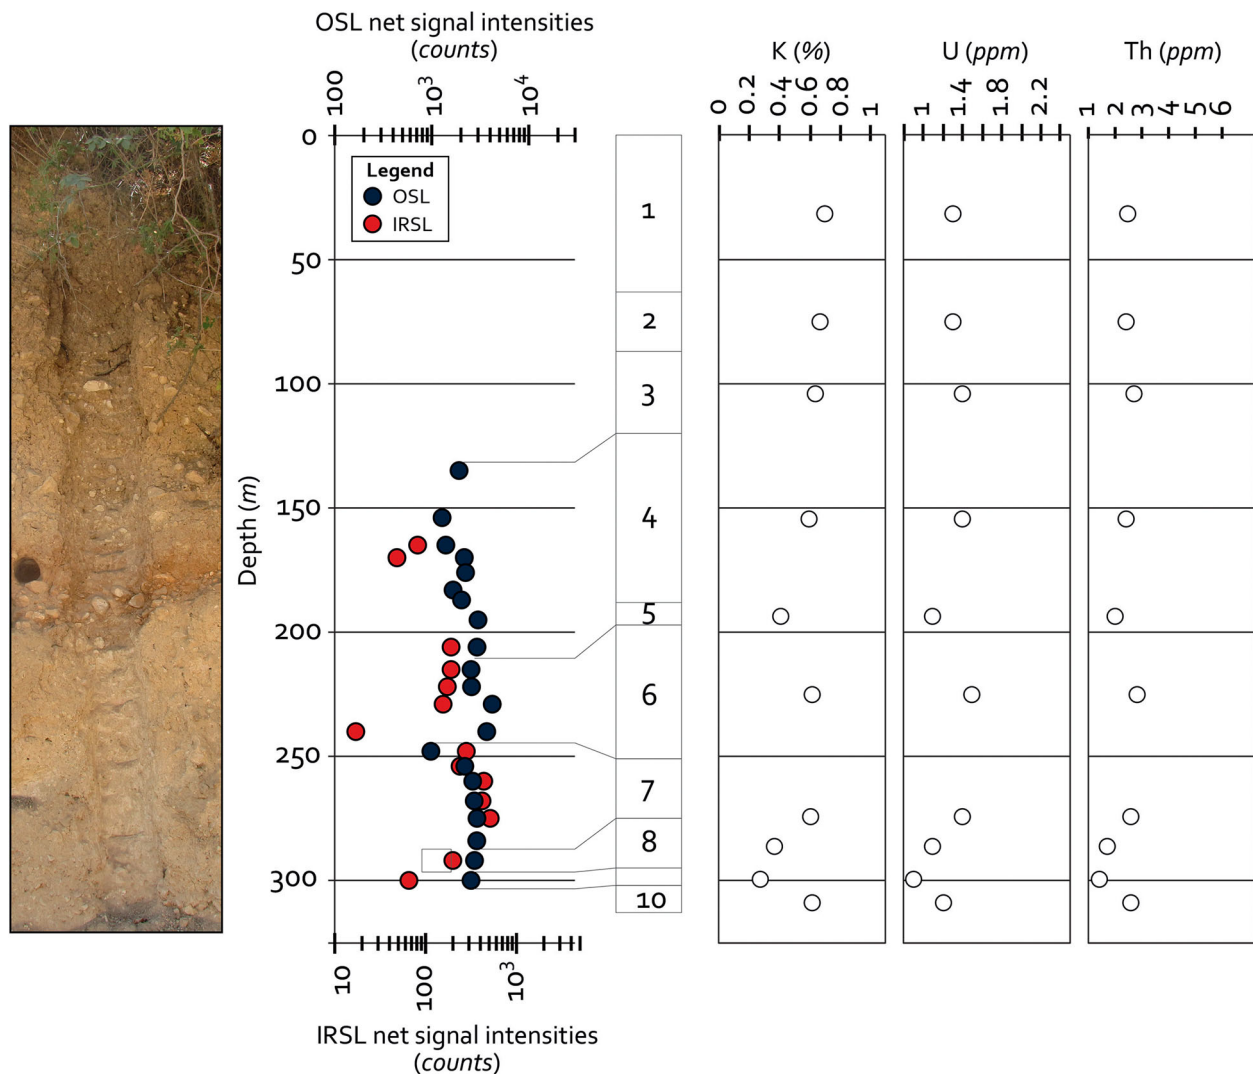 OSL net signal intensities
(counts)
100 10³ 10⁴
K (%)
0 0.2 0.4 0.6 0.8 1
U (ppm)
1 1.4 1.8 2.2
Th (ppm)
1 2 3 4 5 6
Legend
OSL
IRSL
Depth (m)
0
50
100
150
200
250
300
1
2
3
4
5
6
7
8
10
10 100 10³
IRSL net signal intensities
(counts)